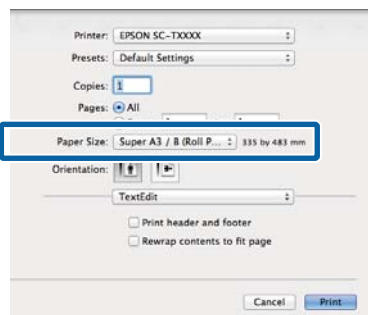 Printer: EPSON SC-TXXXX
Presets: Default Settings
Copies: 1
Pages: All
Paper Size: Super A3 / B (Roll P... 335 by 483 mm
Orientation:
TextEdit
Print header and footer
Rewrap contents to fit page
Cancel Print